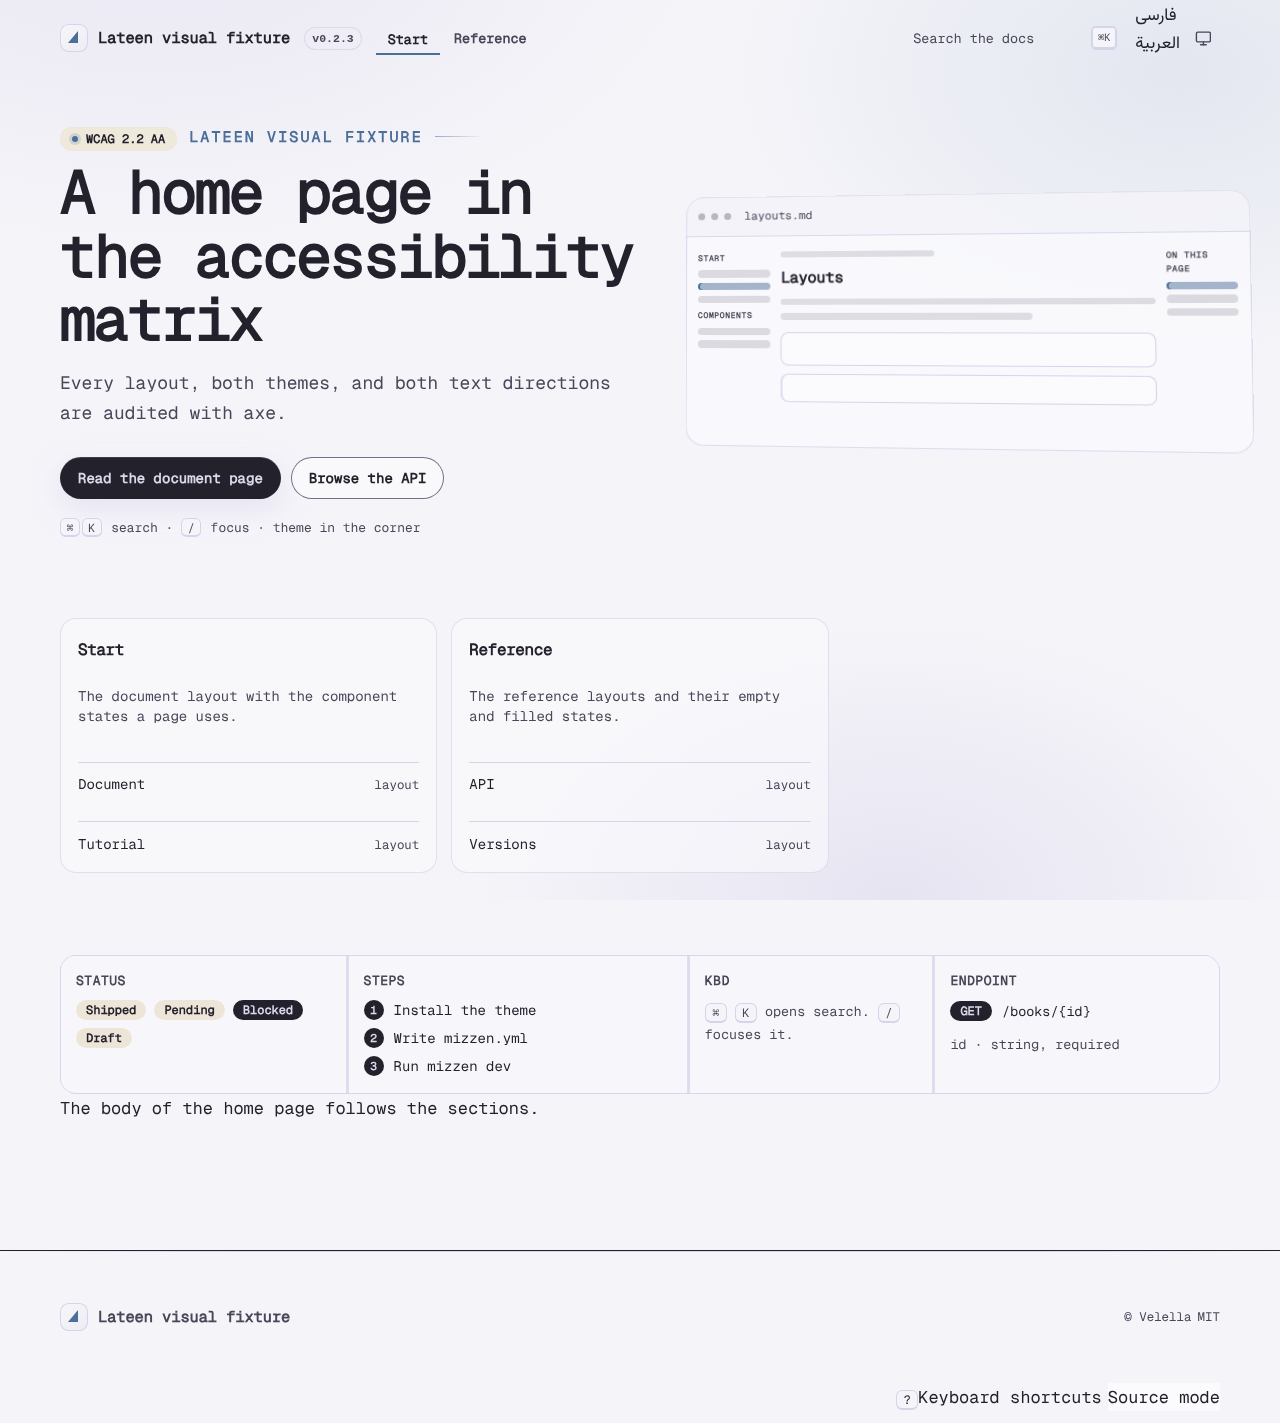 Lateen visual fixture v0.2.3 Start Reference Search the docs ⌘K فارسی
العربية
WCAG 2.2 AA LATEEN VISUAL FIXTURE
A home page in
the accessibility
matrix
Every layout, both themes, and both text directions
are audited with axe.
Read the document page Browse the API
⌘ K search · / focus · theme in the corner
layouts.md
START
COMPONENTS
Layouts
ON THIS
PAGE
Start
The document layout with the component
states a page uses.
Document layout
Tutorial layout
Reference
The reference layouts and their empty
and filled states.
API layout
Versions layout
STATUS
Shipped Pending Blocked
Draft
STEPS
1 Install the theme
2 Write mizzen.yml
3 Run mizzen dev
KBD
⌘ K opens search. /
focuses it.
ENDPOINT
GET /books/{id}
id · string, required
The body of the home page follows the sections.
Lateen visual fixture © Velella MIT
? Keyboard shortcuts Source mode